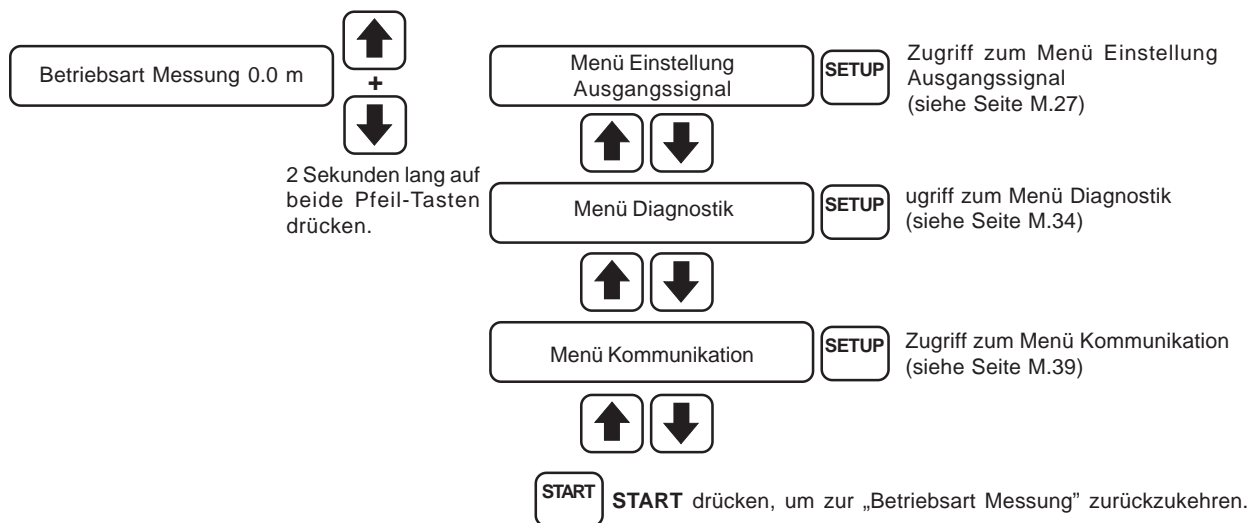 Betriebsart Messung 0.0 m
+
2 Sekunden lang auf
beide Pfeil-Tasten
drücken.
Menü Einstellung
Ausgangssignal
SETUP
Zugriff zum Menü Einstellung
Ausgangssignal
(siehe Seite M.27)
Menü Diagnostik
SETUP
ugriff zum Menü Diagnostik
(siehe Seite M.34)
Menü Kommunikation
SETUP
Zugriff zum Menü Kommunikation
(siehe Seite M.39)
START
START drücken, um zur „Betriebsart Messung” zurückzukehren.